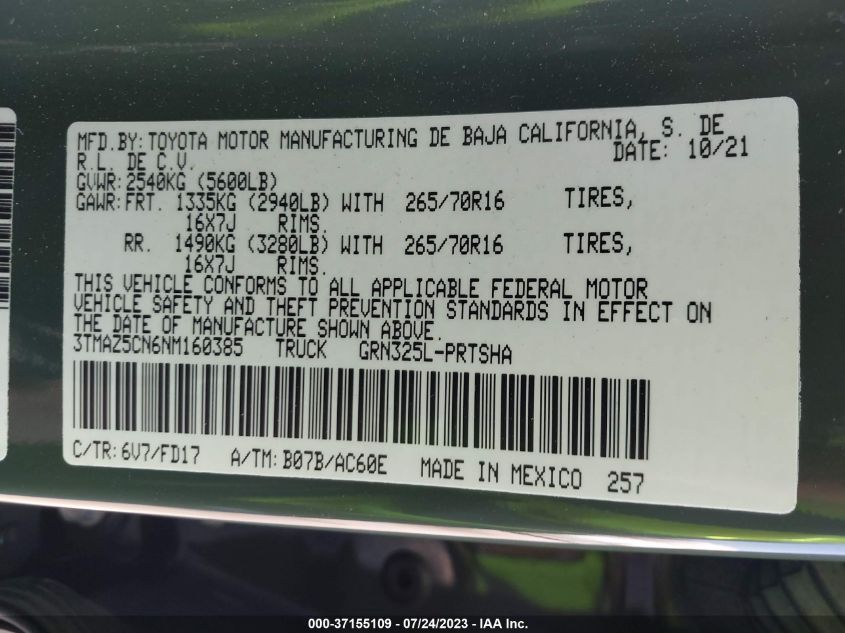 MFD.BY:TOYOTA MOTOR MANUFACTURING DE BAJA CALIFORNIA, S. DE
R.L. DE C.V. DATE: 10/21
GVWR:2540KG (5600LB)
GAWR:FRT. 1335KG (2940LB) WITH 265/70R16 TIRES,
16X7J RIMS.
RR. 1490KG (3280LB) WITH 265/70R16 TIRES,
16X7J RIMS.
THIS VEHICLE CONFORMS TO ALL APPLICABLE FEDERAL MOTOR
VEHICLE SAFETY AND THEFT PREVENTION STANDARDS IN EFFECT ON
THE DATE OF MANUFACTURE SHOWN ABOVE.
3TMAZ5CN6NM160385 TRUCK GRN325L-PRTSHA
C/TR:6V7/FD17 A/TM:B07B/AC60E MADE IN MEXICO 257
000-37155109 - 07/24/2023 - IAA Inc.